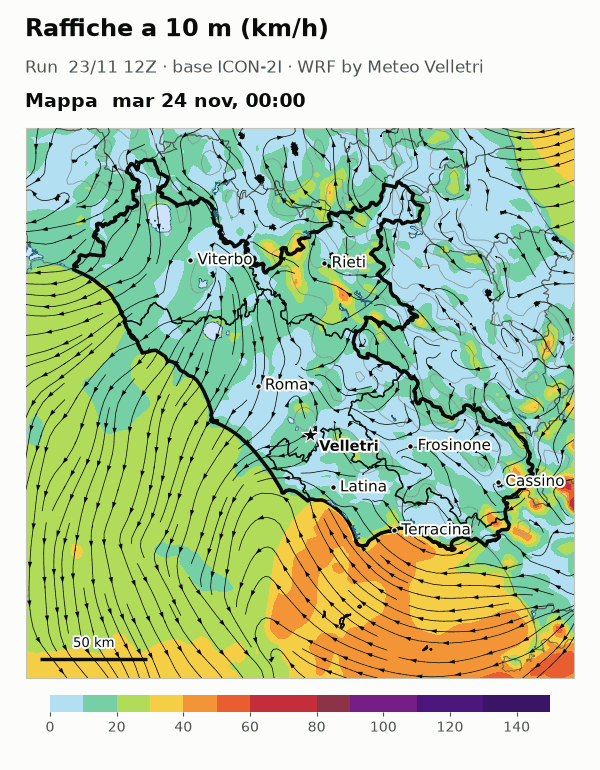 Raffiche a 10 m (km/h)
Run 23/11 12Z · base ICON-2I · WRF by Meteo Velletri
Mappa mar 24 nov, 00:00
Viterbo
Rieti
Roma
Velletri
Frosinone
Cassino
Latina
Terracina
50 km
0 20 40 60 80 100 120 140